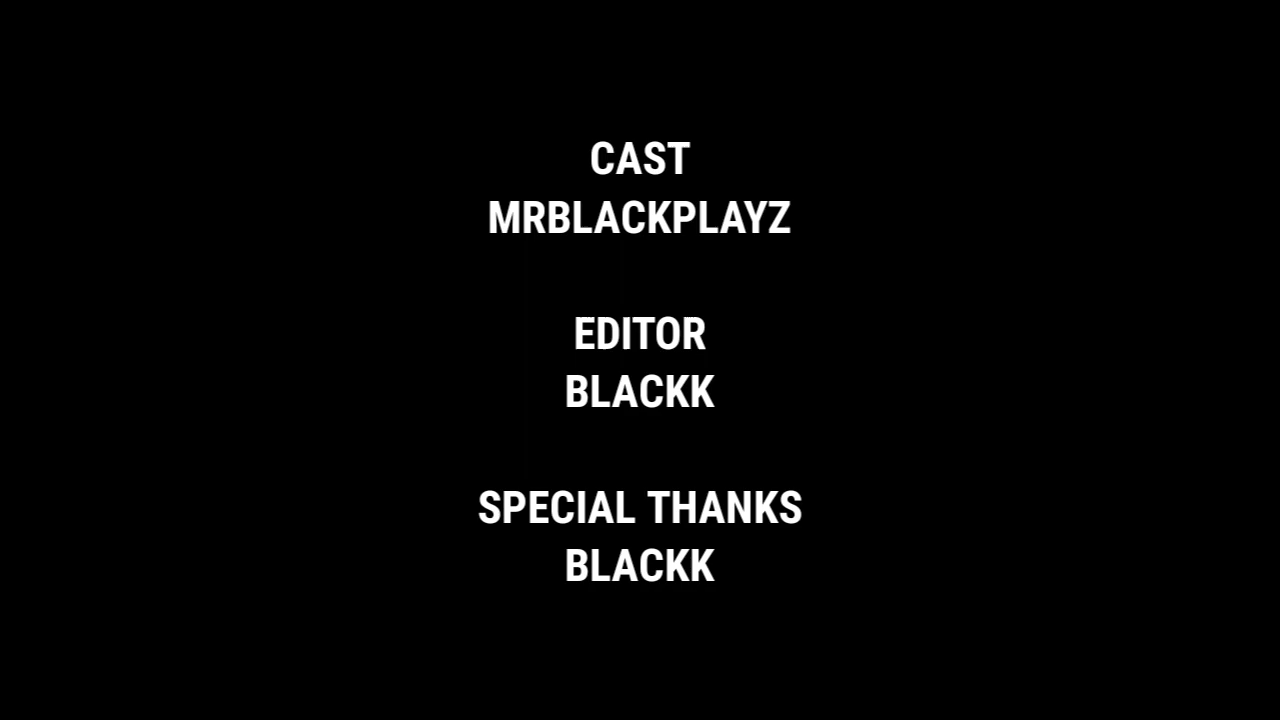 CAST
MRBLACKPLAYZ
EDITOR
BLACKK
SPECIAL THANKS
BLACKK